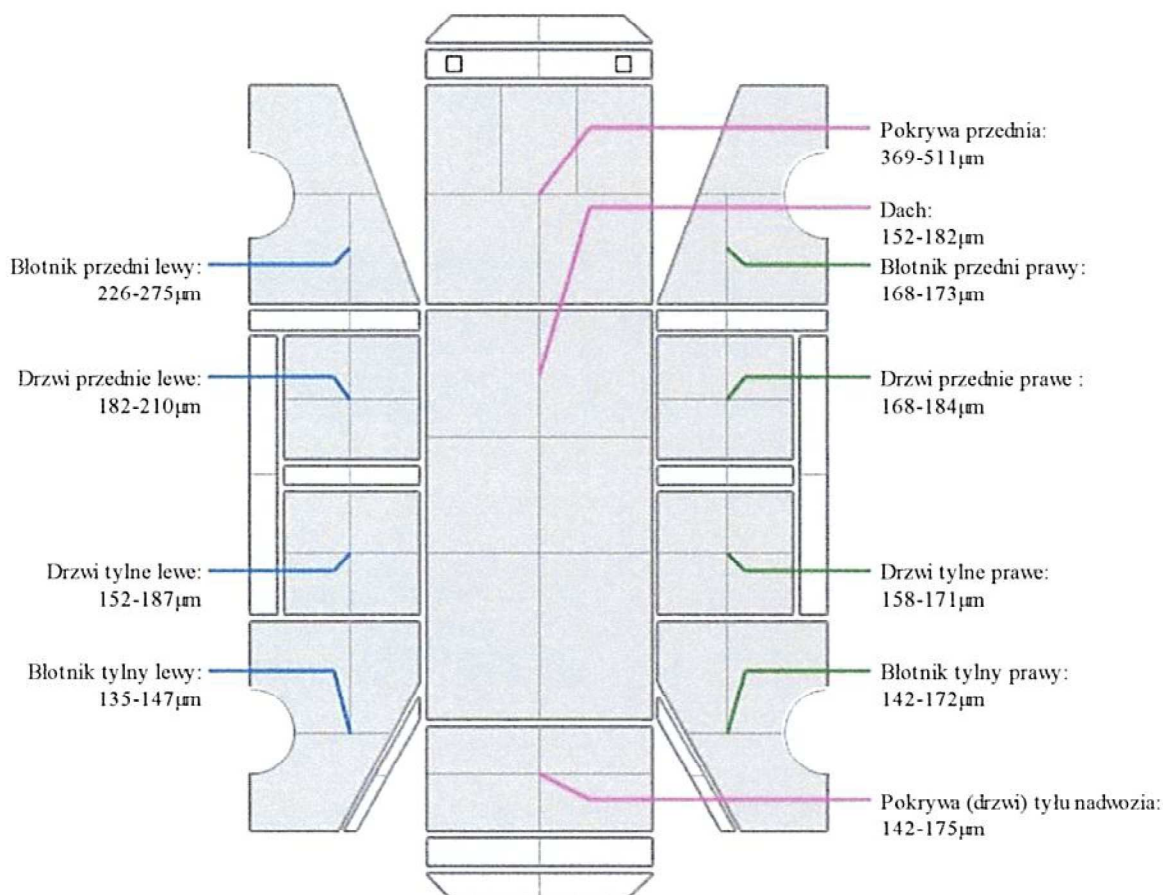 Pokrywa przednia:
369-511µm
Dach:
152-182µm
Błotnik przedni lewy:
226-275µm
Błotnik przedni prawy:
168-173µm
Drzwi przednie lewe:
182-210µm
Drzwi przednie prawe :
168-184µm
Drzwi tylne lewe:
152-187µm
Drzwi tylne prawe:
158-171µm
Błotnik tylny lewy:
135-147µm
Błotnik tylny prawy:
142-172µm
Pokrywa (drzwi) tyłu nadwozia:
142-175µm